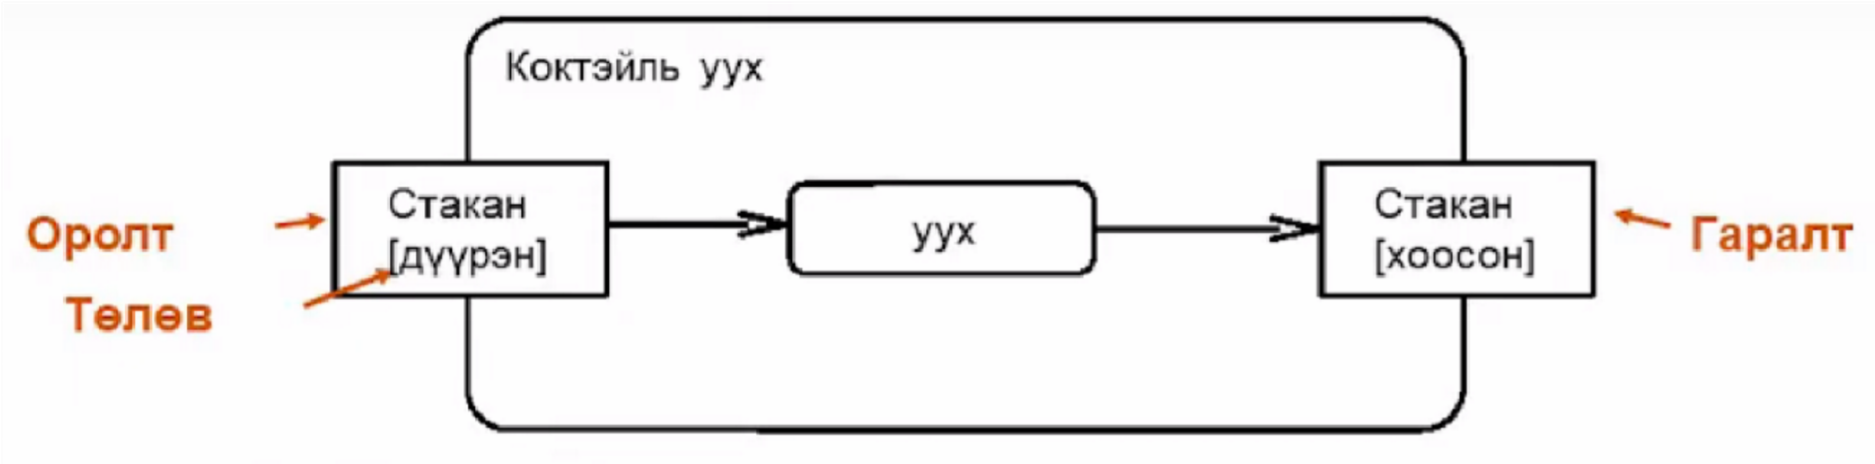 Коктэйль уух
Оролт
Төлөв
Стакан
[дүүрэн]
уух
Стакан
[хоосон]
Гаралт